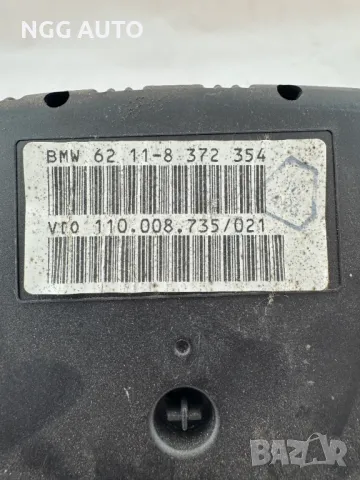 NGG AUTO
BMW 62 11-8 372 354
VDO 110.008.735/021
BAZAR